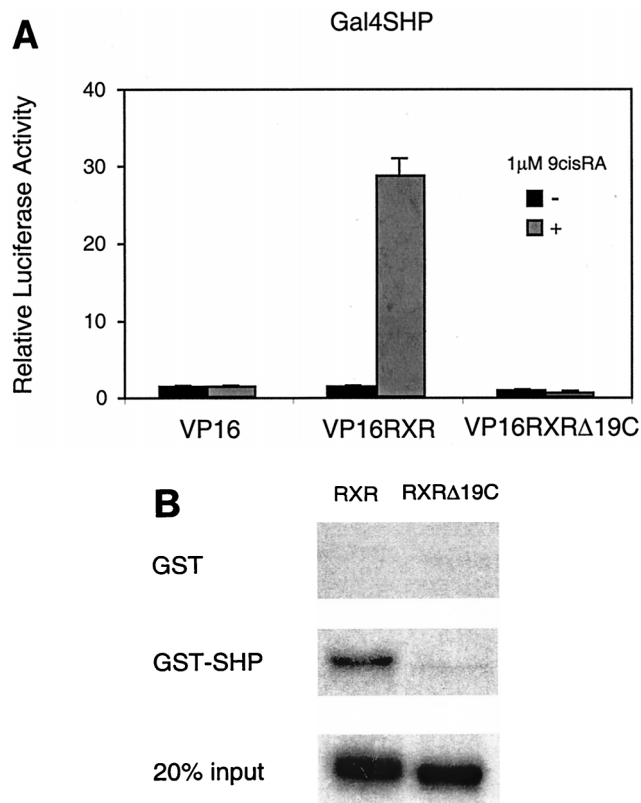 A
Gal4SHP
Relative Luciferase Activity
40
30
20
10
0
1μM 9cisRA
-
+
VP16
VP16RXR
VP16RXRΔ19C
B
RXR
RXRΔ19C
GST
GST-SHP
20% input